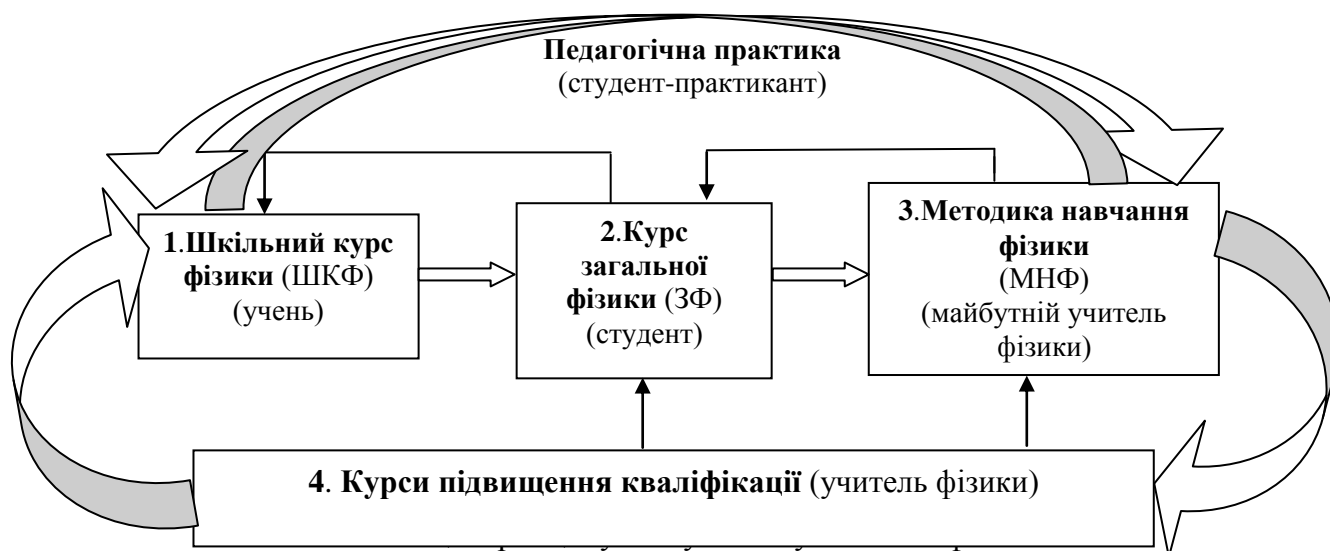 Педагогічна практика
(студент-практикант)
1.Шкільний курс
фізики (ШКФ)
(учень)
2.Курс
загальної
фізики (ЗФ)
(студент)
3.Методика навчання
фізики
(МНФ)
(майбутній учитель
фізики)
4. Курси підвищення кваліфікації (учитель фізики)